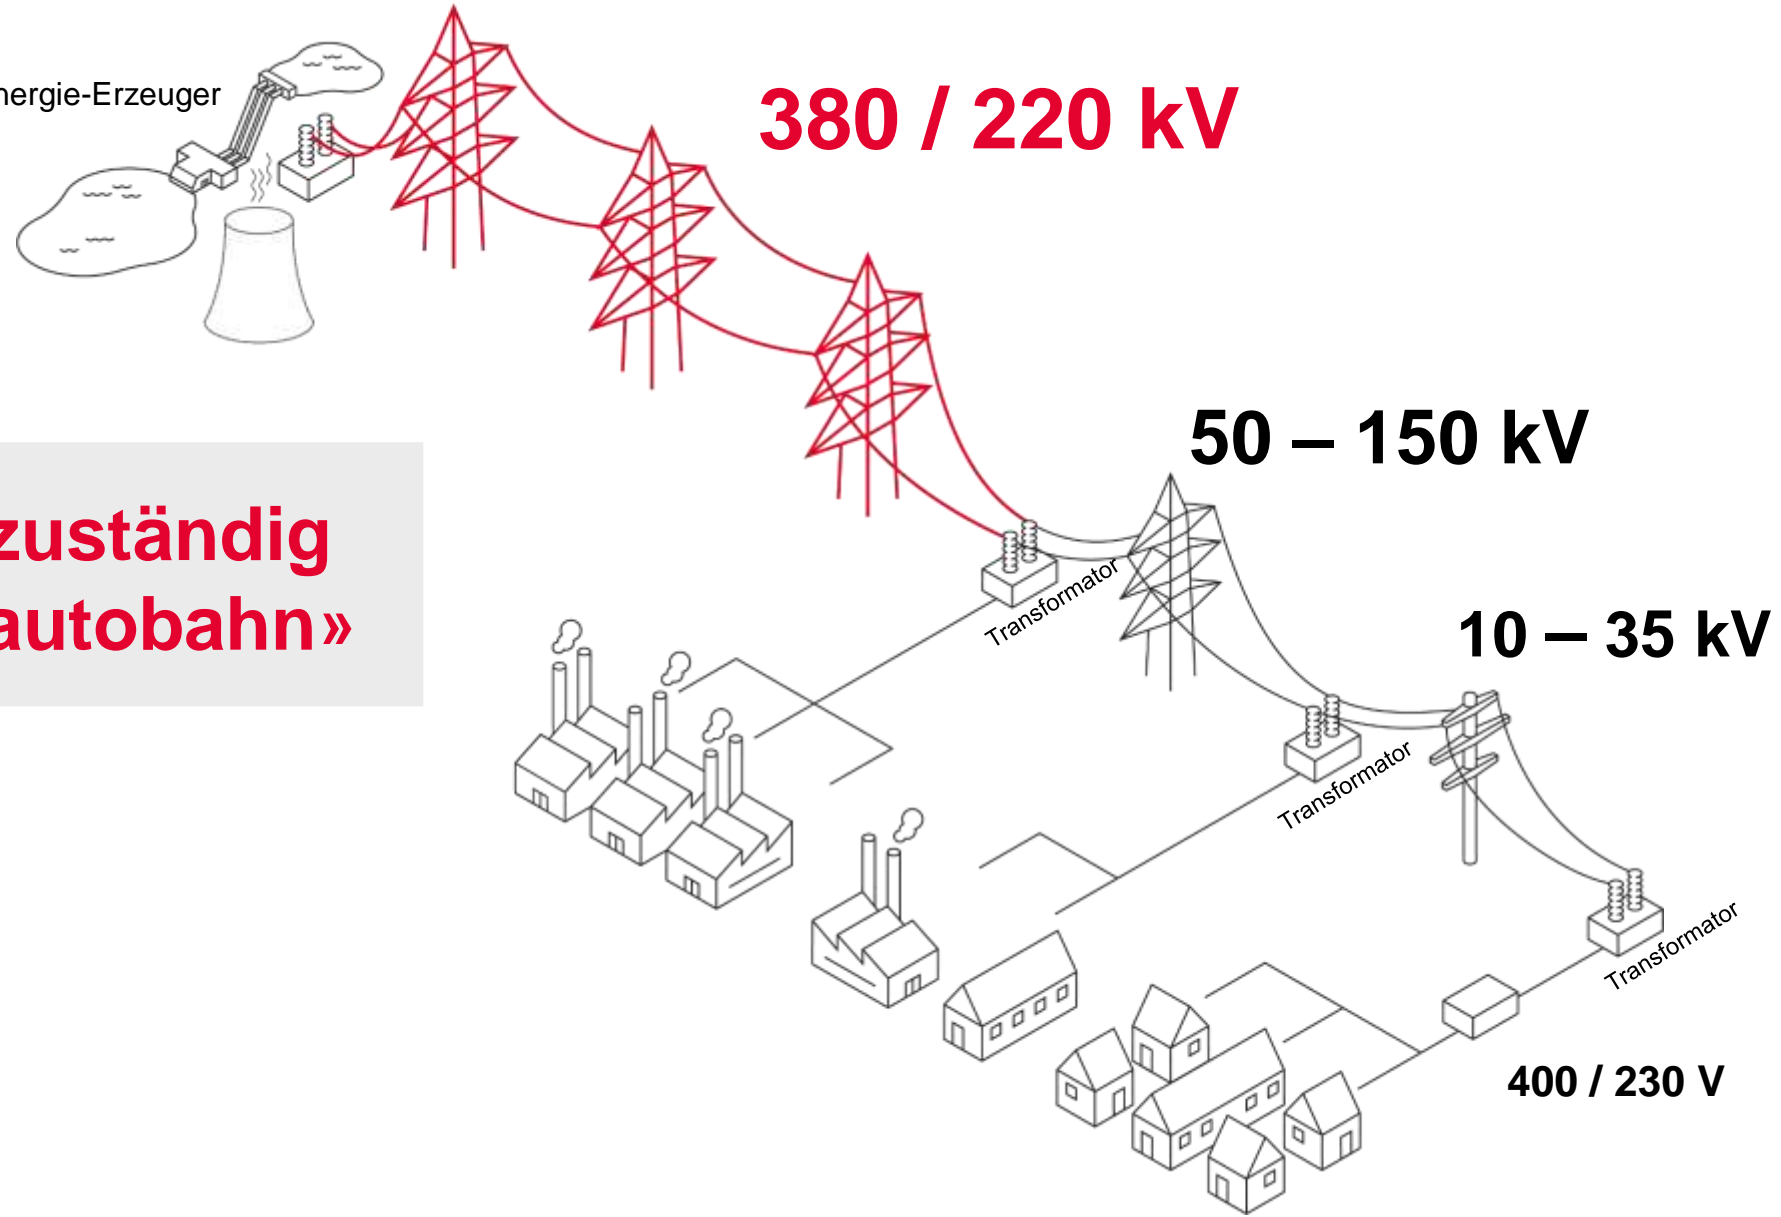 nergie-Erzeuger
380 / 220 kV
50 – 150 kV
zuständig
autobahn»
Transformator
10 – 35 kV
Transformator
Transformator
400 / 230 V